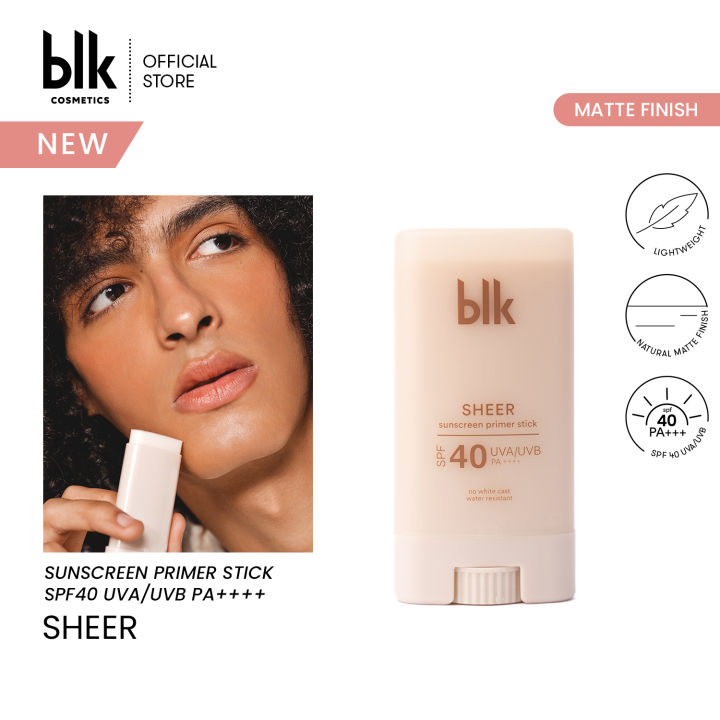 blk
COSMETICS
OFFICIAL
STORE
NEW
MATTE FINISH
LIGHTWEIGHT
NATURAL MATTE FINISH
spf
40
PA+++
SPF 40 UVA/UVB
blk
SHEER
sunscreen primer stick
SPF 40 UVA/UVB
PA ++++
no white cast
water resistant
SUNSCREEN PRIMER STICK
SPF40 UVA/UVB PA++++
SHEER